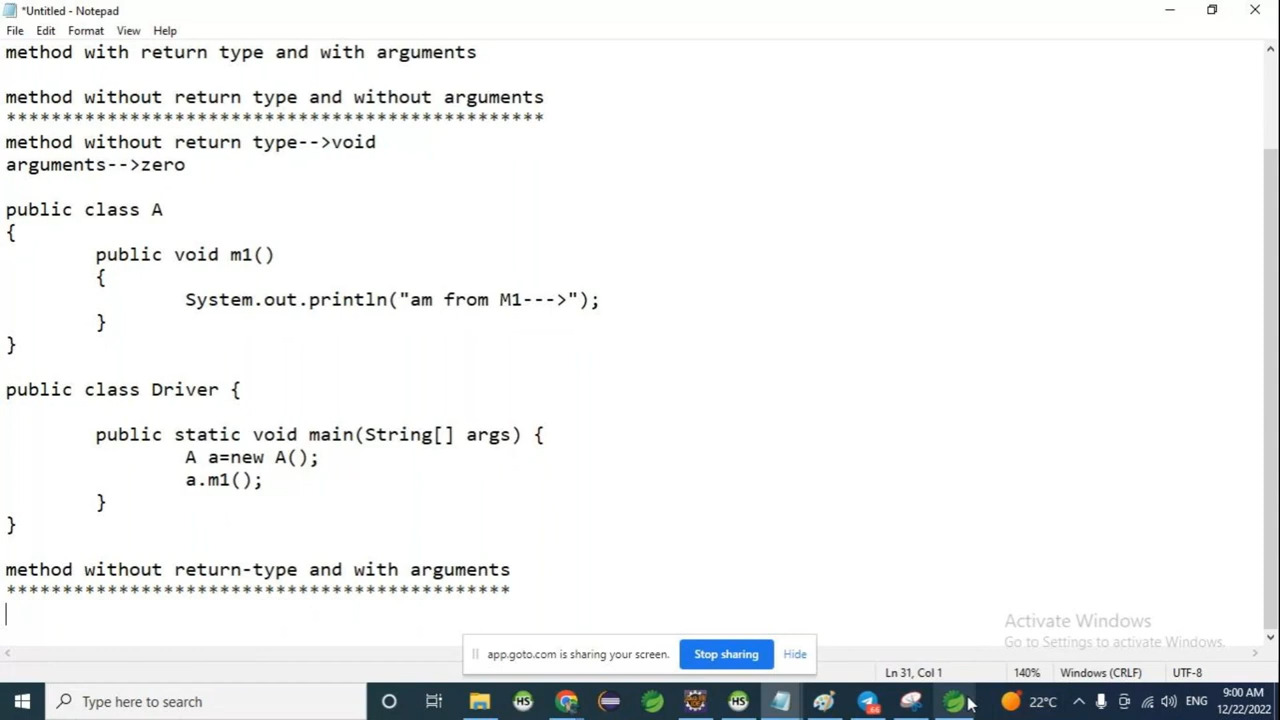 *Untitled - Notepad
File Edit Format View Help
method with return type and with arguments
method without return type and without arguments
************************************************
method without return type-->void
arguments-->zero
public class A
{
public void m1()
{
System.out.println("am from M1--->");
}
}
public class Driver {
public static void main(String[] args) {
A a=new A();
a.m1();
}
}
method without return-type and with arguments
*********************************************
Activate Windows
Go to Settings to activate Windows.
app.goto.com is sharing your screen. Stop sharing Hide
Ln 31, Col 1 140% Windows (CRLF) UTF-8
Type here to search HS HS 22°C ENG 9:00 AM
12/22/2022